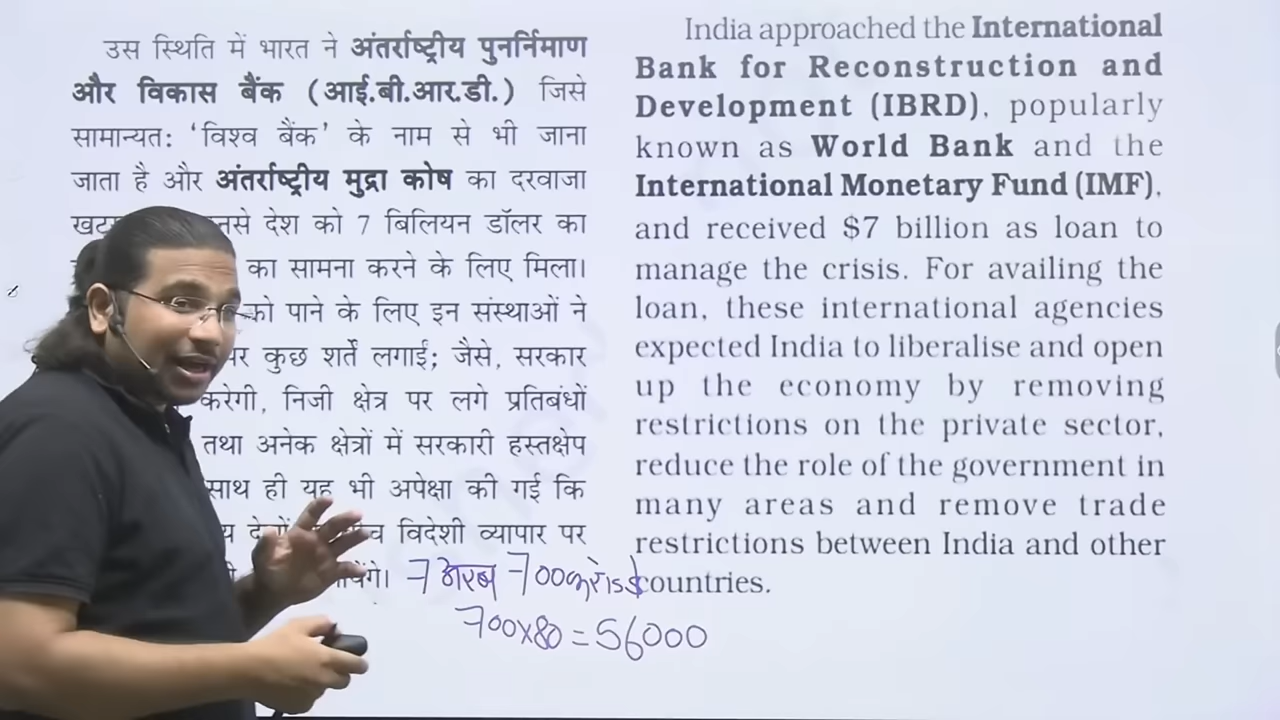 उस स्थिति में भारत ने अंतर्राष्ट्रीय पुनर्निमाण
और विकास बैंक (आई.बी.आर.डी.) जिसे
सामान्यत: ‘विश्व बैंक’ के नाम से भी जाना
जाता है और अंतर्राष्ट्रीय मुद्रा कोष का दरवाजा
देश को 7 बिलियन डॉलर का
का सामना करने के लिए मिला।
को पाने के लिए इन संस्थाओं ने
कुछ शर्तें लगाईं; जैसे, सरकार
करेगी, निजी क्षेत्र पर लगे प्रतिबंधों
तथा अनेक क्षेत्रों में सरकारी हस्तक्षेप
साथ ही यह भी अपेक्षा की गई कि
विदेशी व्यापार पर
7 अरब 700 करोड़
700x80=56000
India approached the International
Bank for Reconstruction and
Development (IBRD), popularly
known as World Bank and the
International Monetary Fund (IMF),
and received $7 billion as loan to
manage the crisis. For availing the
loan, these international agencies
expected India to liberalise and open
up the economy by removing
restrictions on the private sector,
reduce the role of the government in
many areas and remove trade
restrictions between India and other
countries.